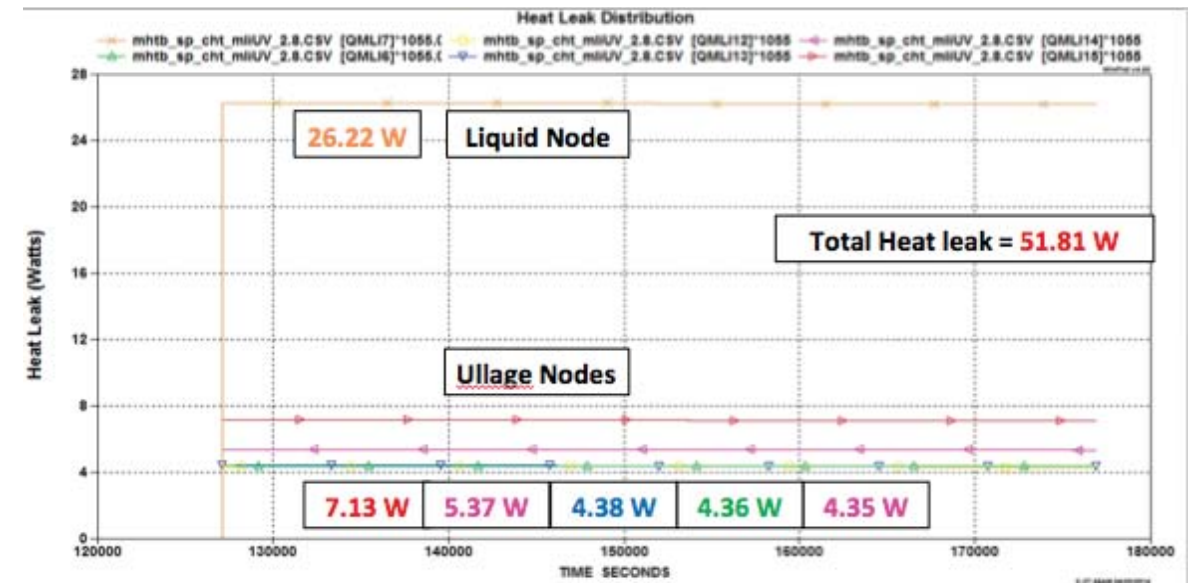 Heat Leak Distribution
mhtb_sp_cht_mliUV_2.8.CSV [QMLI7]*1055.( mhtb_sp_cht_mliUV_2.8.CSV [QMLI12]*1055 mhtb_sp_cht_mliUV_2.8.CSV [QMLI14]*1055
mhtb_sp_cht_mliUV_2.8.CSV [QMLI6]*1055.( mhtb_sp_cht_mliUV_2.8.CSV [QMLI13]*1055 mhtb_sp_cht_mliUV_2.8.CSV [QMLI15]*1055
28
26.22 W Liquid Node
24
20
Total Heat leak = 51.81 W
16
Heat Leak (Watts)
12
Ullage Nodes
8
4
7.13 W 5.37 W 4.38 W 4.36 W 4.35 W
0
120000 130000 140000 150000 160000 170000 180000
TIME SECONDS